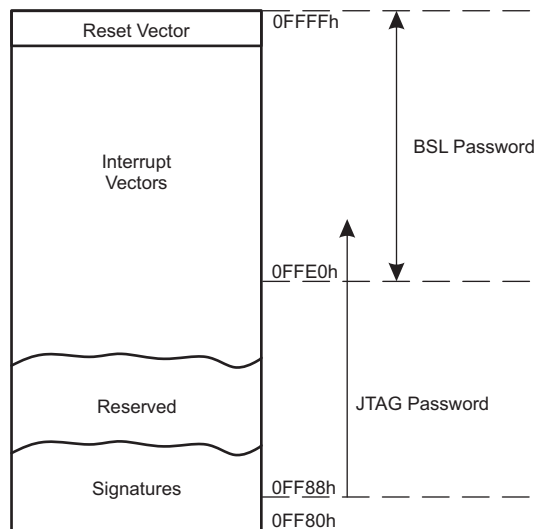 Reset Vector
0FFFFh
Interrupt
Vectors
BSL Password
0FFE0h
Reserved
JTAG Password
Signatures
0FF88h
0FF80h